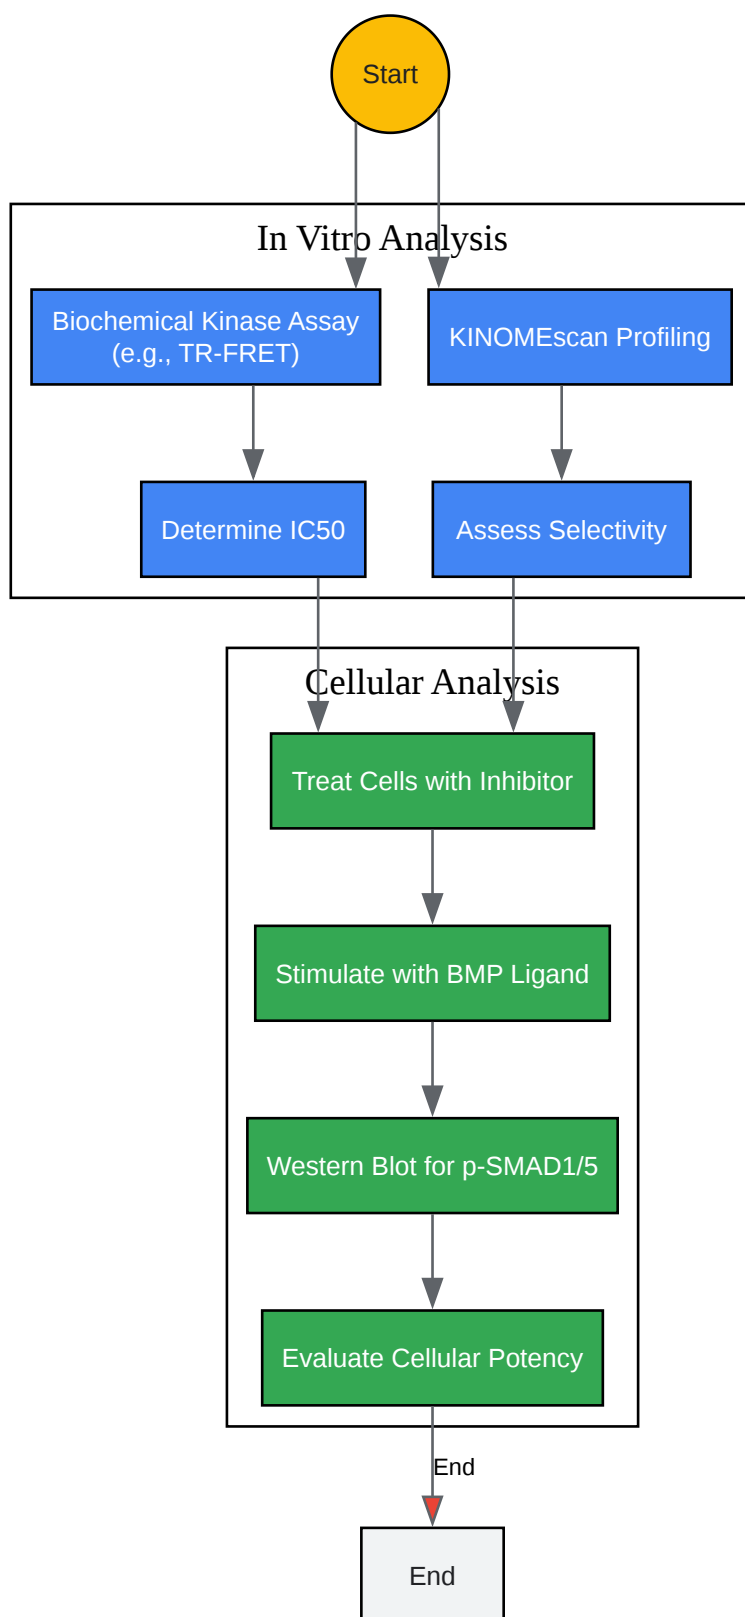 Start
In Vitro Analysis
Biochemical Kinase Assay
(e.g., TR-FRET)
KINOMEscan Profiling
Determine IC50
Assess Selectivity
Cellular Analysis
Treat Cells with Inhibitor
Stimulate with BMP Ligand
Western Blot for p-SMAD1/5
Evaluate Cellular Potency
End
End